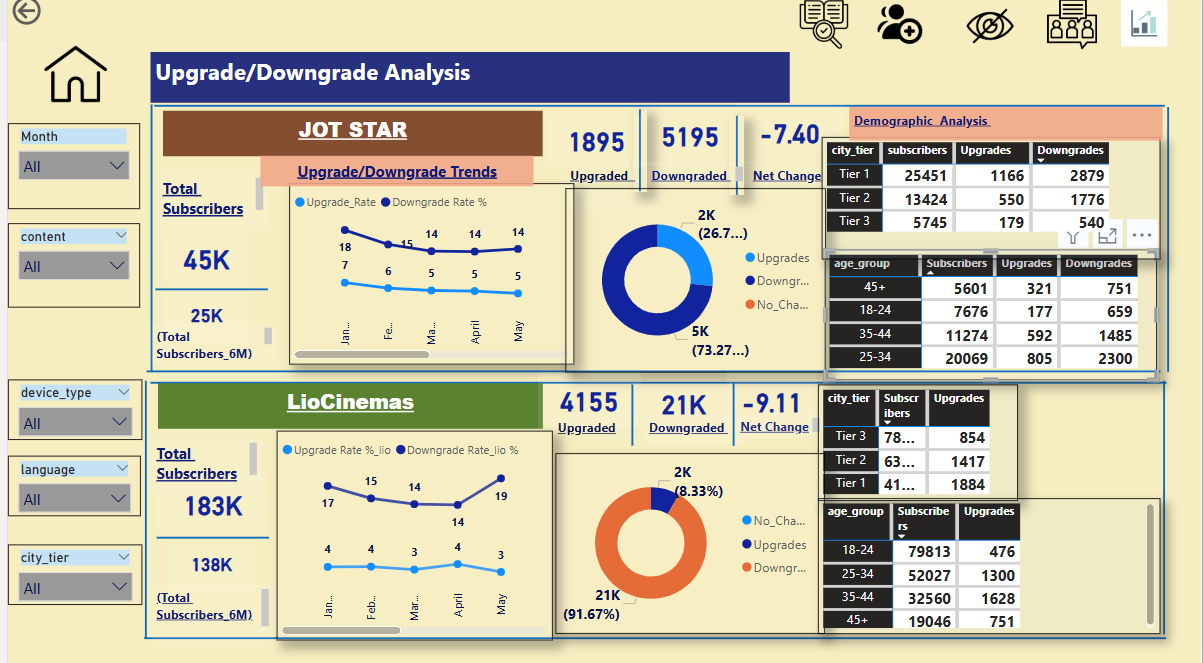 Upgrade/Downgrade Analysis
Month
All
content
All
device_type
All
language
All
city_tier
All
JOT STAR
Upgrade/Downgrade Trends
Total
Subscribers
45K
25K
(Total
Subscribers_6M)
Upgrade_Rate Downgrade Rate %
18 15 14 14 14
7 6 5 5 5
Jan... Fe... Ma... April May
1895
Upgraded
5195
Downgraded
-7.40
Net Change
2K
(26.7...)
5K
(73.27...)
Upgrades
Downgr...
No_Cha...
Demographic Analysis
city_tier subscribers Upgrades Downgrades
Tier 1 25451 1166 2879
Tier 2 13424 550 1776
Tier 3 5745 179 540
age_group Subscribers Upgrades Downgrades
45+ 5601 321 751
18-24 7676 177 659
35-44 11274 592 1485
25-34 20069 805 2300
LioCinemas
Total
Subscribers
183K
138K
(Total
Subscribers_6M)
Upgrade Rate %_lio Downgrade Rate_lio %
17 15 14 14 19
4 4 3 4 3
Jan... Feb... Mar... April May
4155
Upgraded
21K
Downgraded
-9.11
Net Change
2K
(8.33%)
21K
(91.67%)
No_Cha...
Upgrades
Downgr...
city_tier Subscr
ibers Upgrades
Tier 3 78... 854
Tier 2 63... 1417
Tier 1 41... 1884
age_group Subscribe
rs Upgrades
18-24 79813 476
25-34 52027 1300
35-44 32560 1628
45+ 19046 751